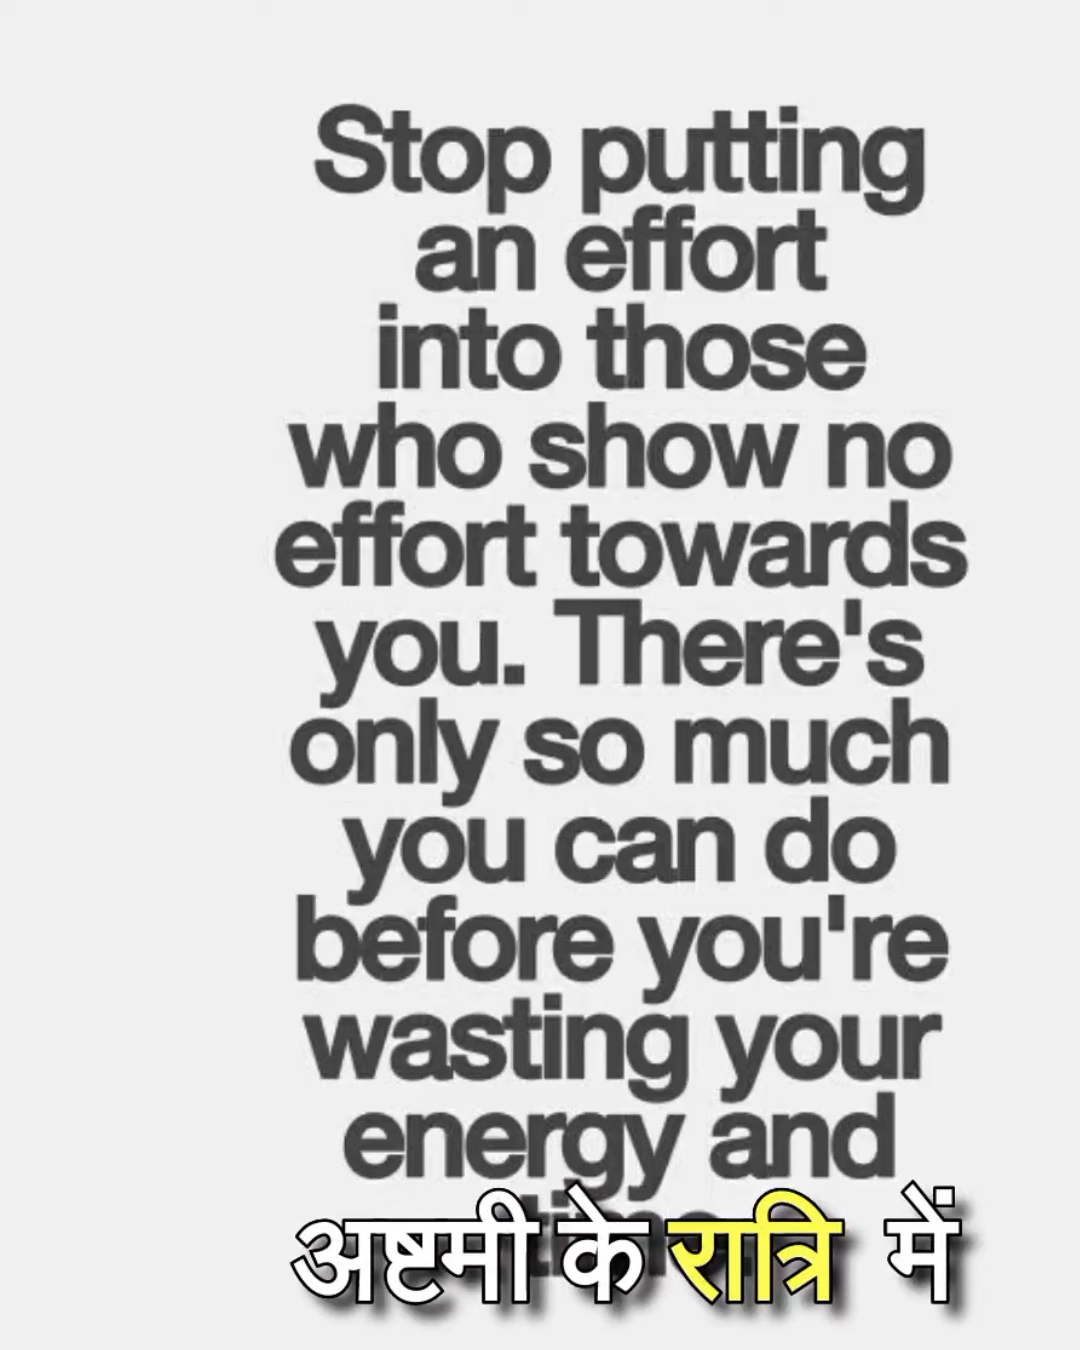 Stop putting
an effort
into those
who show no
effort towards
you. There's
only so much
you can do
before you're
wasting your
energy and
अष्टमी के रात्रि में